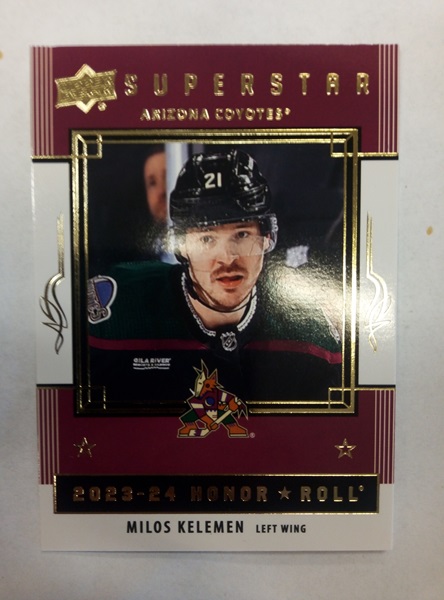 UPPER DECK
SUPERSTAR
ARIZONA COYOTES®
21
GILA RIVER
®
2023-24 HONOR ★ ROLL
MILOS KELEMEN LEFT WING